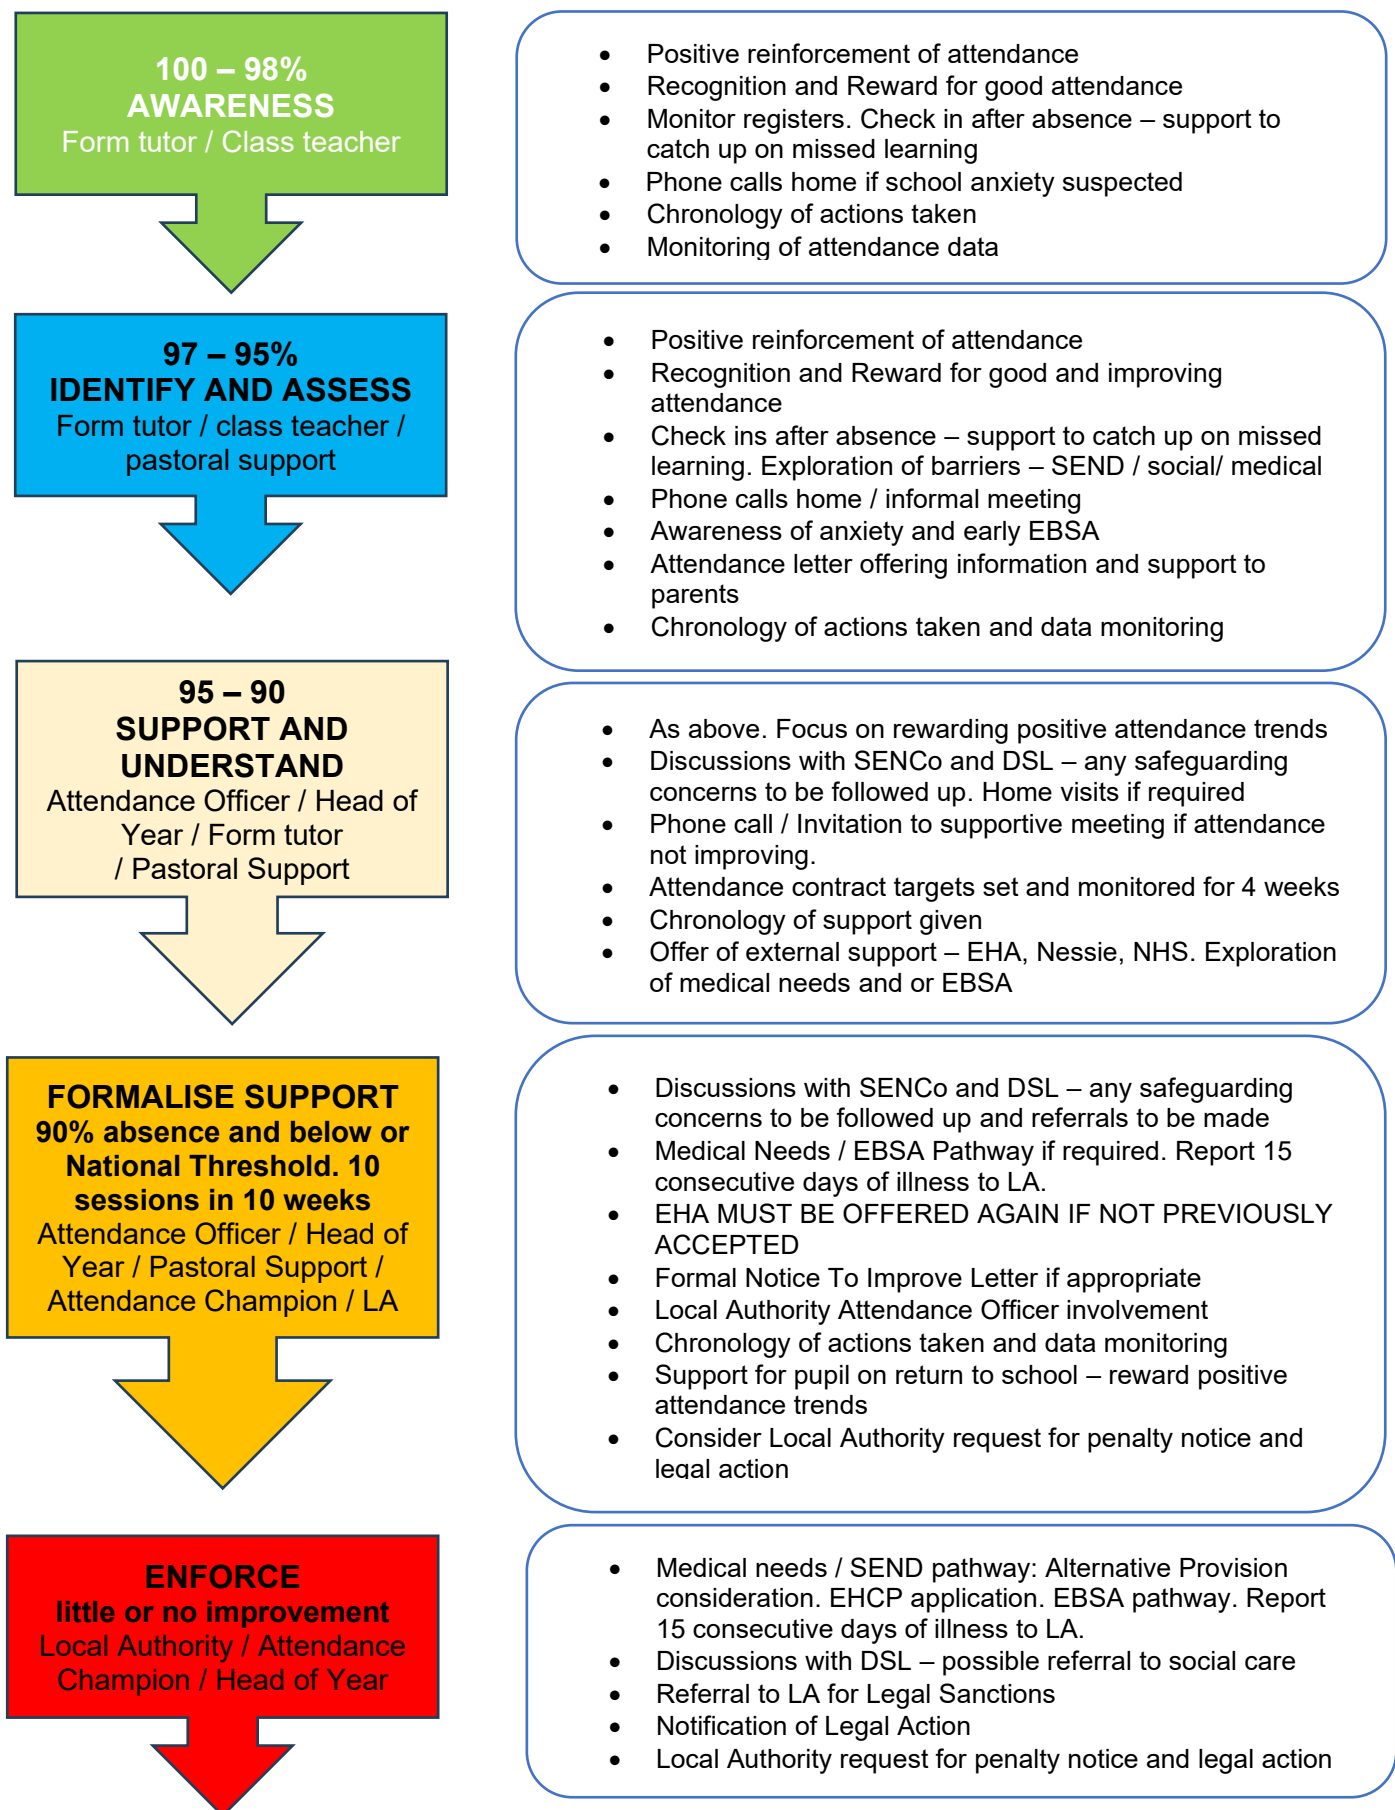 100 – 98%
AWARENESS
Form tutor / Class teacher
• Positive reinforcement of attendance
• Recognition and Reward for good attendance
• Monitor registers. Check in after absence – support to
catch up on missed learning
• Phone calls home if school anxiety suspected
• Chronology of actions taken
• Monitoring of attendance data
97 – 95%
IDENTIFY AND ASSESS
Form tutor / class teacher /
pastoral support
• Positive reinforcement of attendance
• Recognition and Reward for good and improving
attendance
• Check ins after absence – support to catch up on missed
learning. Exploration of barriers – SEND / social/ medical
• Phone calls home / informal meeting
• Awareness of anxiety and early EBSA
• Attendance letter offering information and support to
parents
• Chronology of actions taken and data monitoring
95 – 90
SUPPORT AND
UNDERSTAND
Attendance Officer / Head of
Year / Form tutor
/ Pastoral Support
• As above. Focus on rewarding positive attendance trends
• Discussions with SENCo and DSL – any safeguarding
concerns to be followed up. Home visits if required
• Phone call / Invitation to supportive meeting if attendance
not improving.
• Attendance contract targets set and monitored for 4 weeks
• Chronology of support given
• Offer of external support – EHA, Nessie, NHS. Exploration
of medical needs and or EBSA
FORMALISE SUPPORT
90% absence and below or
National Threshold. 10
sessions in 10 weeks
Attendance Officer / Head of
Year / Pastoral Support /
Attendance Champion / LA
• Discussions with SENCo and DSL – any safeguarding
concerns to be followed up and referrals to be made
• Medical Needs / EBSA Pathway if required. Report 15
consecutive days of illness to LA.
• EHA MUST BE OFFERED AGAIN IF NOT PREVIOUSLY
ACCEPTED
• Formal Notice To Improve Letter if appropriate
• Local Authority Attendance Officer involvement
• Chronology of actions taken and data monitoring
• Support for pupil on return to school – reward positive
attendance trends
• Consider Local Authority request for penalty notice and
legal action
ENFORCE
little or no improvement
Local Authority / Attendance
Champion / Head of Year
• Medical needs / SEND pathway: Alternative Provision
consideration. EHCP application. EBSA pathway. Report
15 consecutive days of illness to LA.
• Discussions with DSL – possible referral to social care
• Referral to LA for Legal Sanctions
• Notification of Legal Action
• Local Authority request for penalty notice and legal action